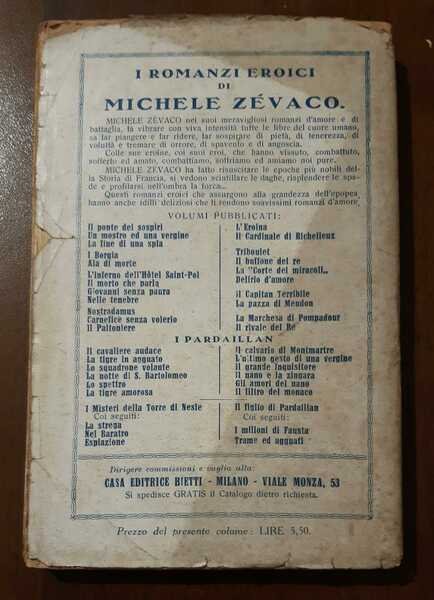 I ROMANZI EROICI
DI
MICHELE ZÉVACO.
MICHELE ZÉVACO nei suoi meravigliosi romanzi d'amore e di
battaglia, fa vibrare con viva intensità tutte le fibre del cuore umano,
sa far piangere e far ridere, far sospirare di pietà, di tenerezza, di
voluttà e tremare di orrore, di spavento e di angoscia.
Colle sue eroine, coi suoi eroi, che hanno vissuto, combattuto,
sofferto ed amato, combattiamo, soffriamo ed amiamo noi pure.
MICHELE ZÉVACO ha fatto risuscitare le epoche più nobili del-
la Storia di Francia, si vedono scintillare le daghe, risplendere le spa-
de e profilarsi nell'ombra la forca...
Questi romanzi eroici che assurgono alla grandezza dell'epopea
hanno anche idilli deliziosi che li rendono soavissimi romanzi d'amore
VOLUMI PUBBLICATI:
Il ponte dei sospiri
Un mostro ed una vergine
La fine di una spia
I Borgia
Ala di morte
L'inferno dell'Hôtel Saint-Pol
Il morto che parla
Giovanni senza paura
Nelle tenebre
Nostradamus
Carnefice senza volerlo
Il Paltoniere
L'Eroina
Il Cardinale di Richelieu
Triboulet
Il buffone del re
La "Corte dei miracoli"
Delirio d'amore
Il Capitan Terribile
La pazza di Meudon
La Marchesa di Pompadour
Il rivale del Re
I PARDAILLAN
Il cavaliere audace
La tigre in agguato
Lo squadrone volante
La notte di S. Bartolomeo
Lo spettro
La tigre amorosa
Il calvario di Montmartre
L'ultimo gesto di una vergine
Il grande inquisitore
Il nano e la zingara
Gli amori del nano
Il filtro del monaco
I Misteri della Torre di Nesle
Coi seguiti:
La strega
Nel Baratro
Espiazione
Il figlio di Pardaillan
Coi seguiti:
I milioni di Fausta
Trame ed agguati
Dirigere commissioni e vaglia alla:
CASA EDITRICE BIETTI - MILANO - VIALE MONZA, 53
Si spedisce GRATIS il Catalogo dietro richiesta.
Prezzo del presente volume: LIRE 5,50.